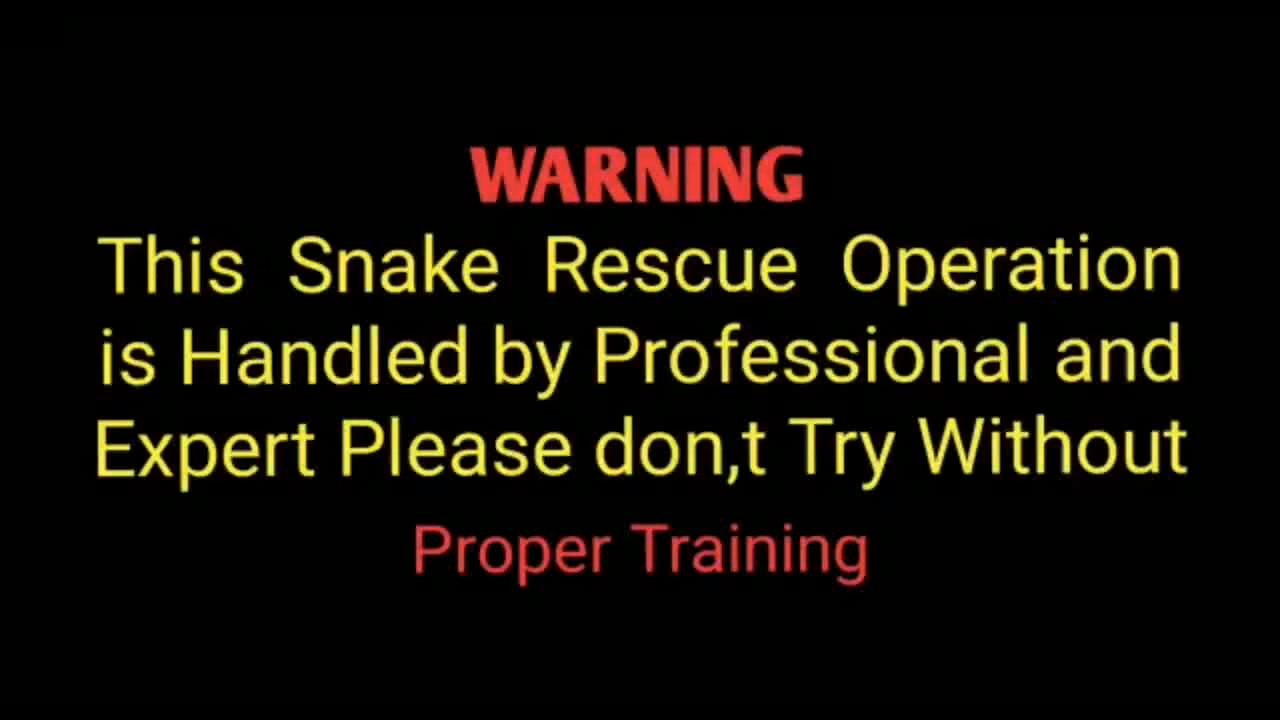 WARNING
This Snake Rescue Operation
is Handled by Professional and
Expert Please don,t Try Without
Proper Training